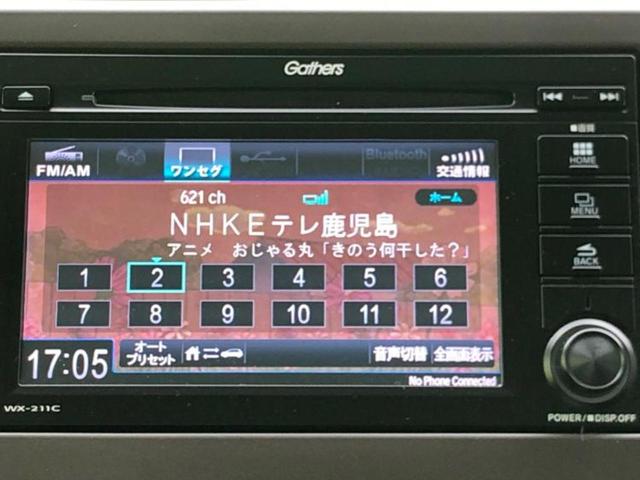 Gathers
■画質
FM/AM
ワンセグ
Bluetooth
交通情報
HOME
621 ch
ホーム
NHKEテレ鹿児島
アニメ おじゃる丸「きのう何干した?」
MENU
1 2 3 4 5 6
BACK
7 8 9 10 11 12
17:05
オート
プリセット
音声切替
全画面表示
No Phone Connected
WX-211C
POWER/■DISP.OFF